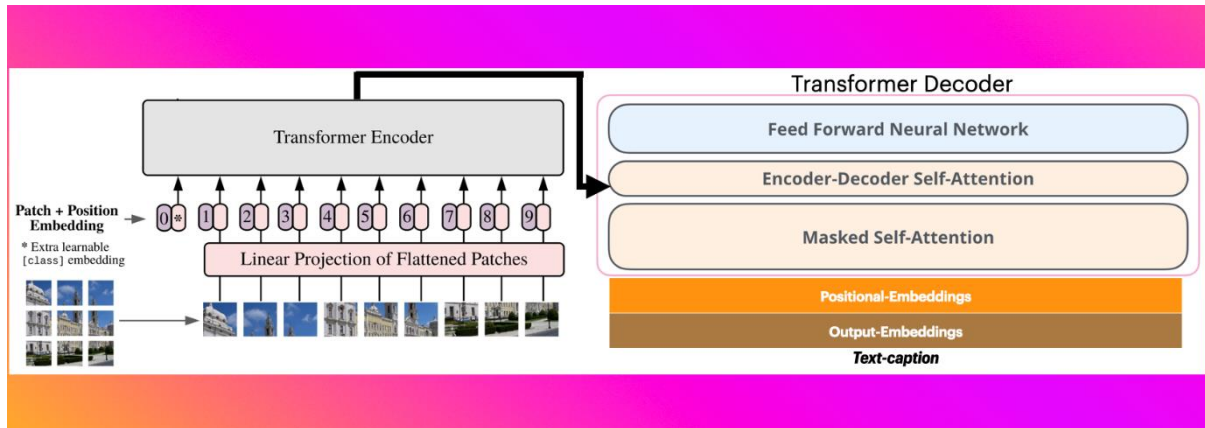 Transformer Encoder
Patch + Position
Embedding
* Extra learnable
[class] embedding
0 * 1 2 3 4 5 6 7 8 9
Linear Projection of Flattened Patches
Transformer Decoder
Feed Forward Neural Network
Encoder-Decoder Self-Attention
Masked Self-Attention
Positional-Embeddings
Output-Embeddings
Text-caption